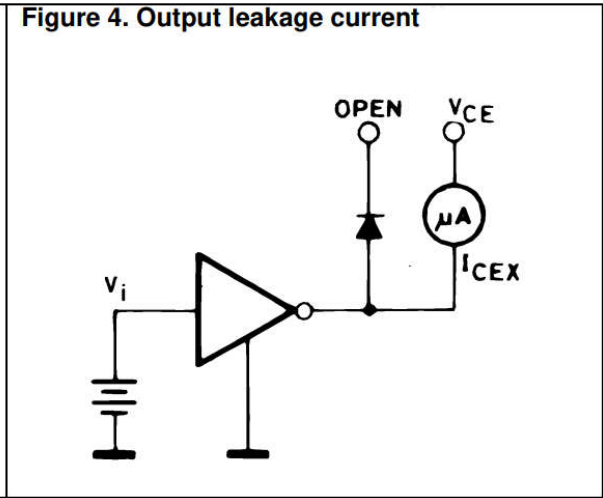 Figure 4. Output leakage current
OPEN
VCE
μA
ICEX
Vi